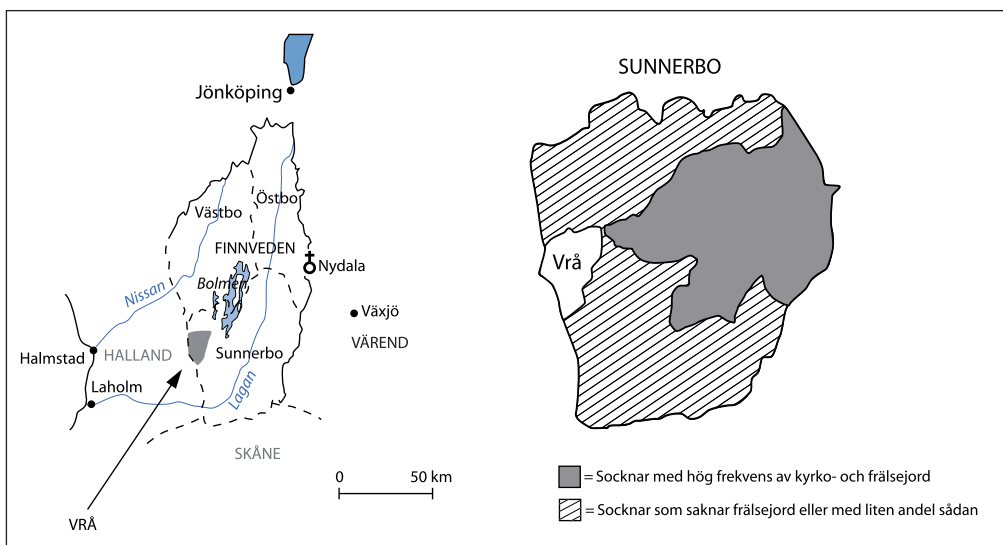 Jönköping
Östbo
Västbo
FINNVEDEN
Nydala
Bolmen
Nissan
Växjö
VÄREND
Halmstad
HALLAND
Sunnerbo
Laholm
Lagan
SKÅNE
0 50 km
VRÅ
SUNNERBO
Vrå
= Socknar med hög frekvens av kyrko- och frälsejord
= Socknar som saknar frälsejord eller med liten andel sådan